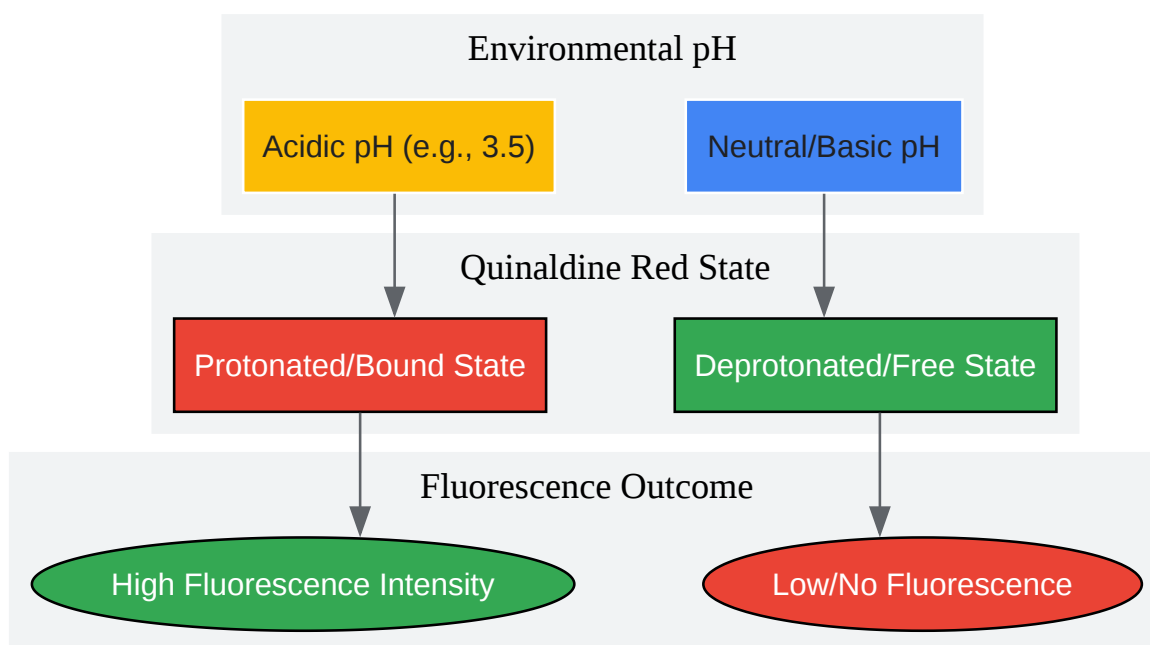 Environmental pH
Acidic pH (e.g., 3.5)
Neutral/Basic pH
Quinaldine Red State
Protonated/Bound State
Deprotonated/Free State
Fluorescence Outcome
High Fluorescence Intensity
Low/No Fluorescence